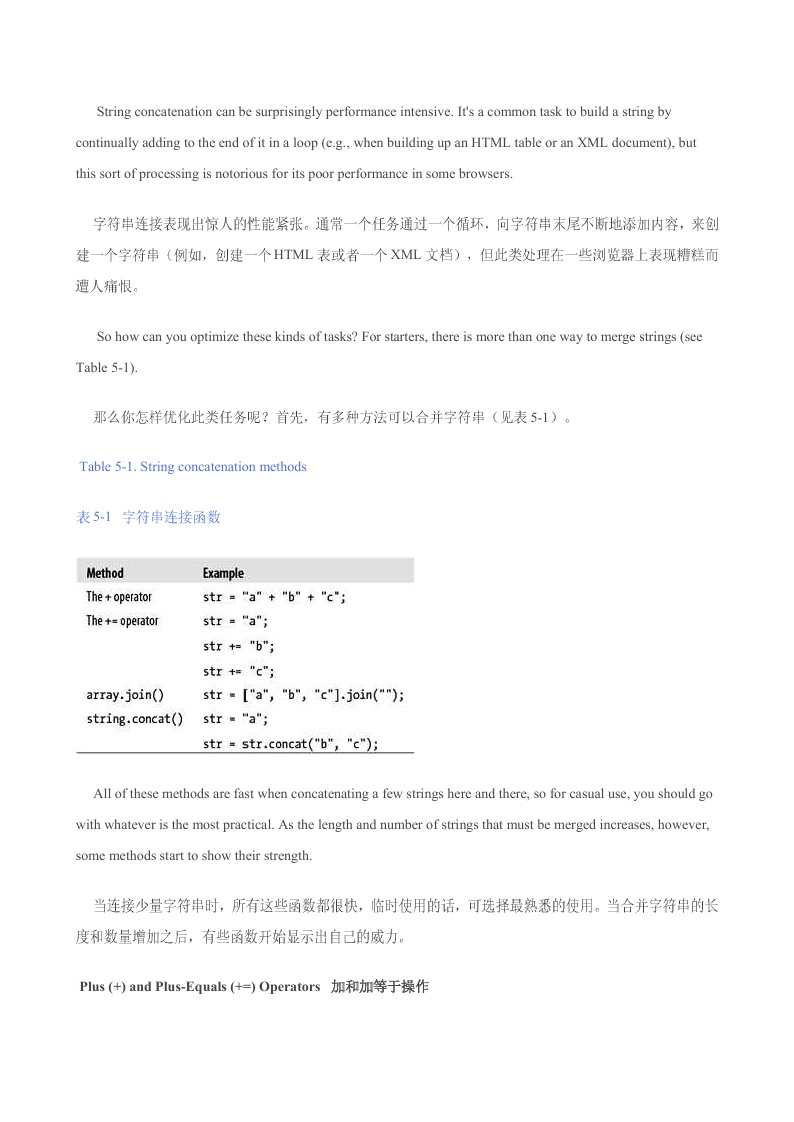 String concatenation can be surprisingly performance intensive. It's a common task to build a string by
continually adding to the end of it in a loop (e.g., when building up an HTML table or an XML document), but
this sort of processing is notorious for its poor performance in some browsers.
字符串连接表现出惊人的性能紧张。通常一个任务通过一个循环，向字符串末尾不断地添加内容，来创
建一个字符串（例如，创建一个 HTML 表或者一个 XML 文档），但此类处理在一些浏览器上表现糟糕而
遭人痛恨。
So how can you optimize these kinds of tasks? For starters, there is more than one way to merge strings (see
Table 5-1).
那么你怎样优化此类任务呢？首先，有多种方法可以合并字符串（见表 5-1）。
Table 5-1. String concatenation methods
表 5-1 字符串连接函数
Method Example
The + operator str = "a" + "b" + "c";
The += operator str = "a";
str += "b";
str += "c";
array.join() str = ["a", "b", "c"].join("");
string.concat() str = "a";
str = str.concat("b", "c");
All of these methods are fast when concatenating a few strings here and there, so for casual use, you should go
with whatever is the most practical. As the length and number of strings that must be merged increases, however,
some methods start to show their strength.
当连接少量字符串时，所有这些函数都很快，临时使用的话，可选择最熟悉的使用。当合并字符串的长
度和数量增加之后，有些函数开始显示出自己的威力。
Plus (+) and Plus-Equals (+=) Operators 加和加等于操作